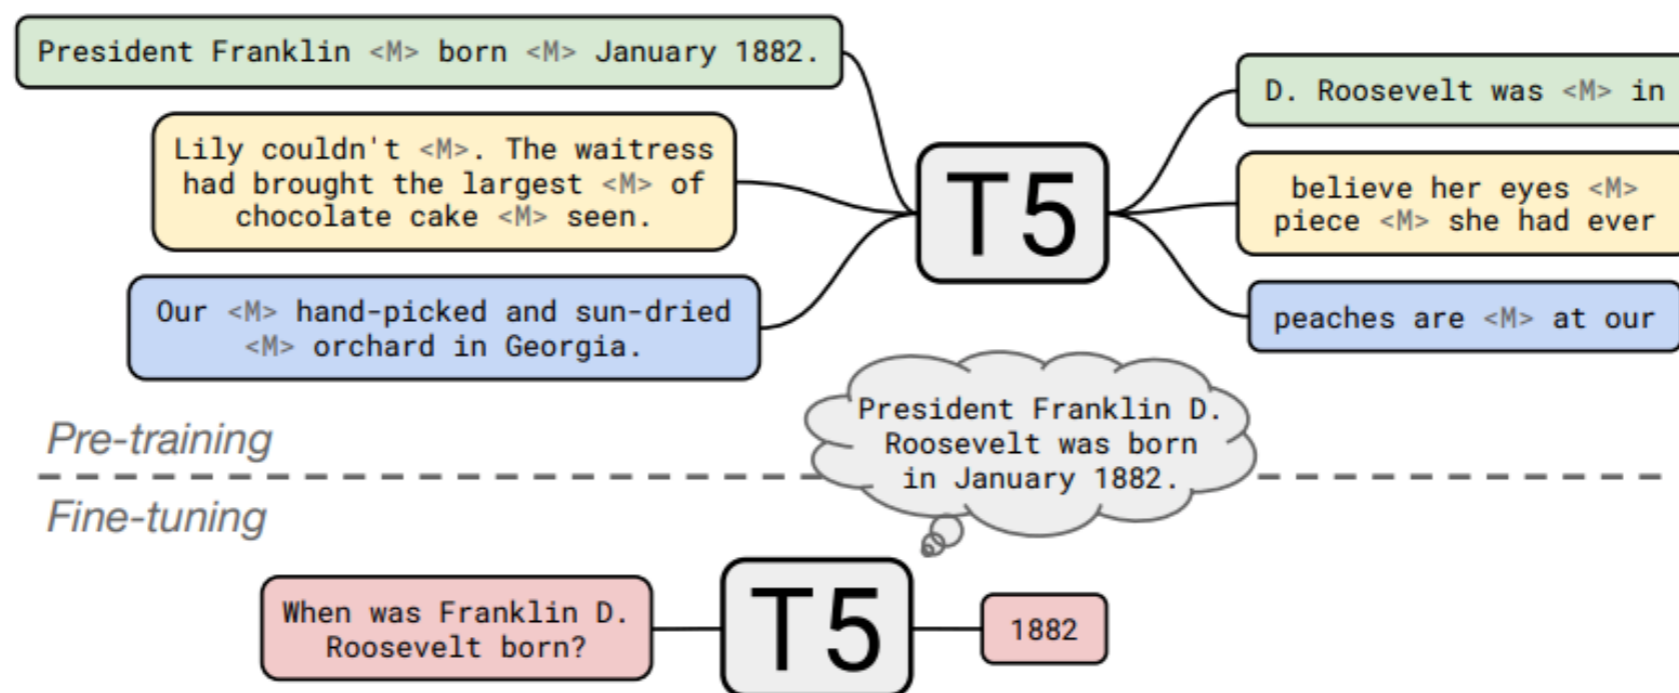 President Franklin <M> born <M> January 1882.
Lily couldn't <M>. The waitress
had brought the largest <M> of
chocolate cake <M> seen.
Our <M> hand-picked and sun-dried
<M> orchard in Georgia.
T5
D. Roosevelt was <M> in
believe her eyes <M>
piece <M> she had ever
peaches are <M> at our
Pre-training
President Franklin D.
Roosevelt was born
in January 1882.
Fine-tuning
When was Franklin D.
Roosevelt born?
T5
1882